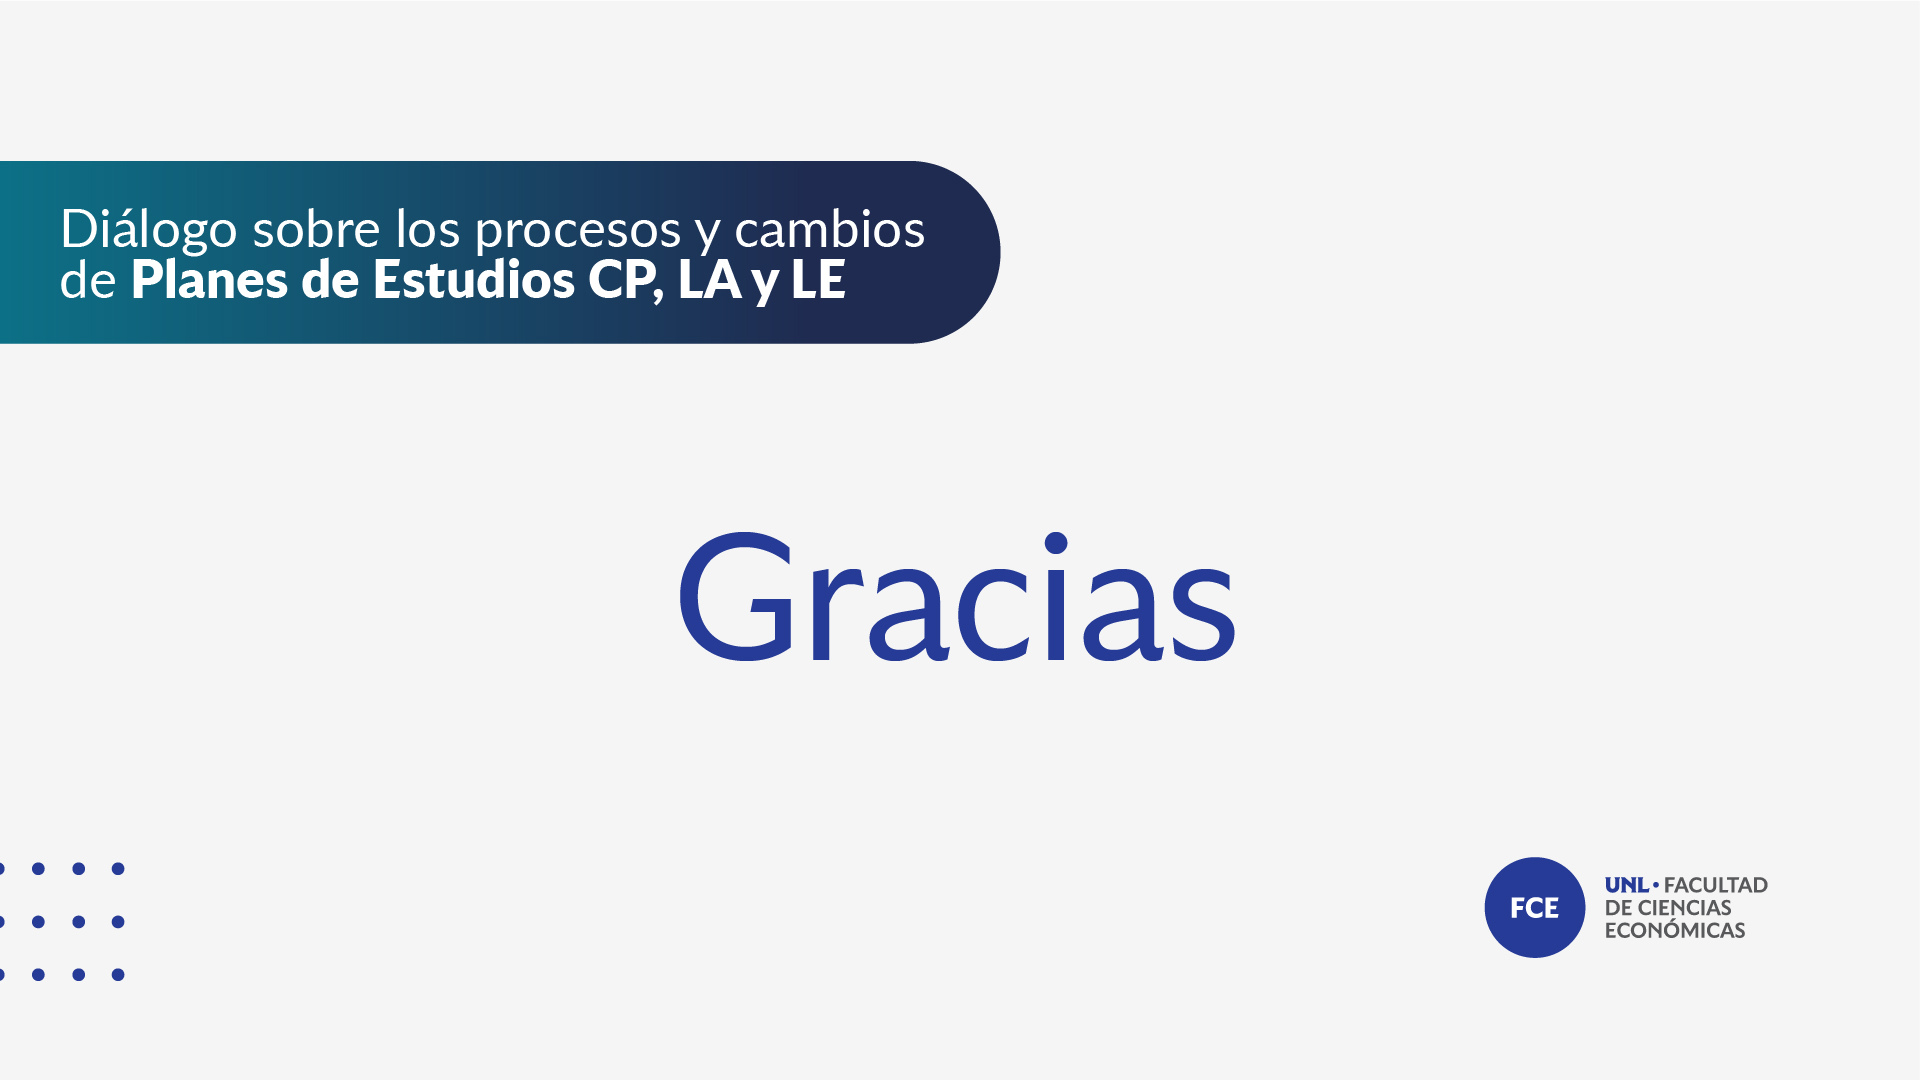 Diálogo sobre los procesos y cambios
de Planes de Estudios CP, LA y LE
Gracias
FCE
UNL • FACULTAD
DE CIENCIAS
ECONÓMICAS